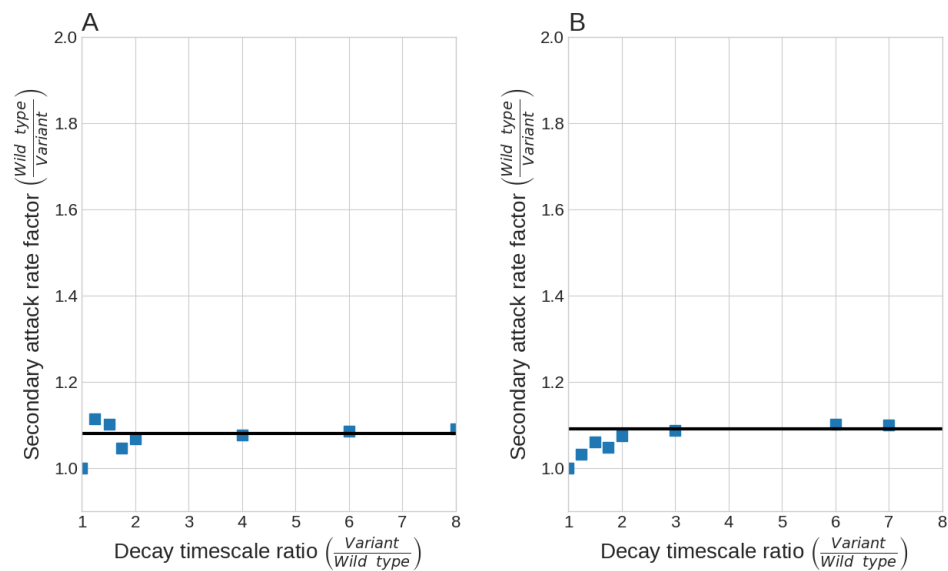 A
2.0
1.8
1.6
1.4
1.2
1.0
Secondary attack rate factor (Wild type / Variant)
1 2 3 4 5 6 7 8
Decay timescale ratio (Variant / Wild type)
B
2.0
1.8
1.6
1.4
1.2
1.0
Secondary attack rate factor (Wild type / Variant)
1 2 3 4 5 6 7 8
Decay timescale ratio (Variant / Wild type)